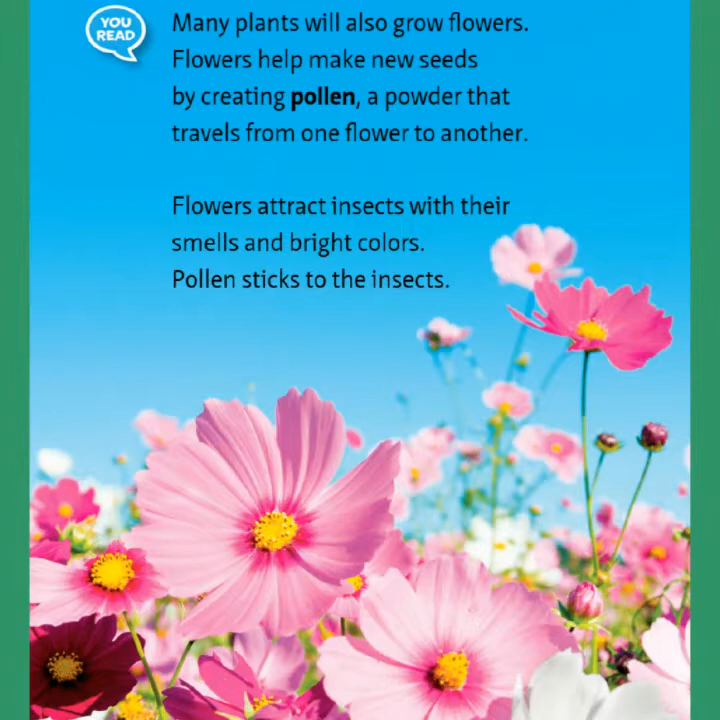 YOU
READ
Many plants will also grow flowers.
Flowers help make new seeds
by creating pollen, a powder that
travels from one flower to another.
Flowers attract insects with their
smells and bright colors.
Pollen sticks to the insects.